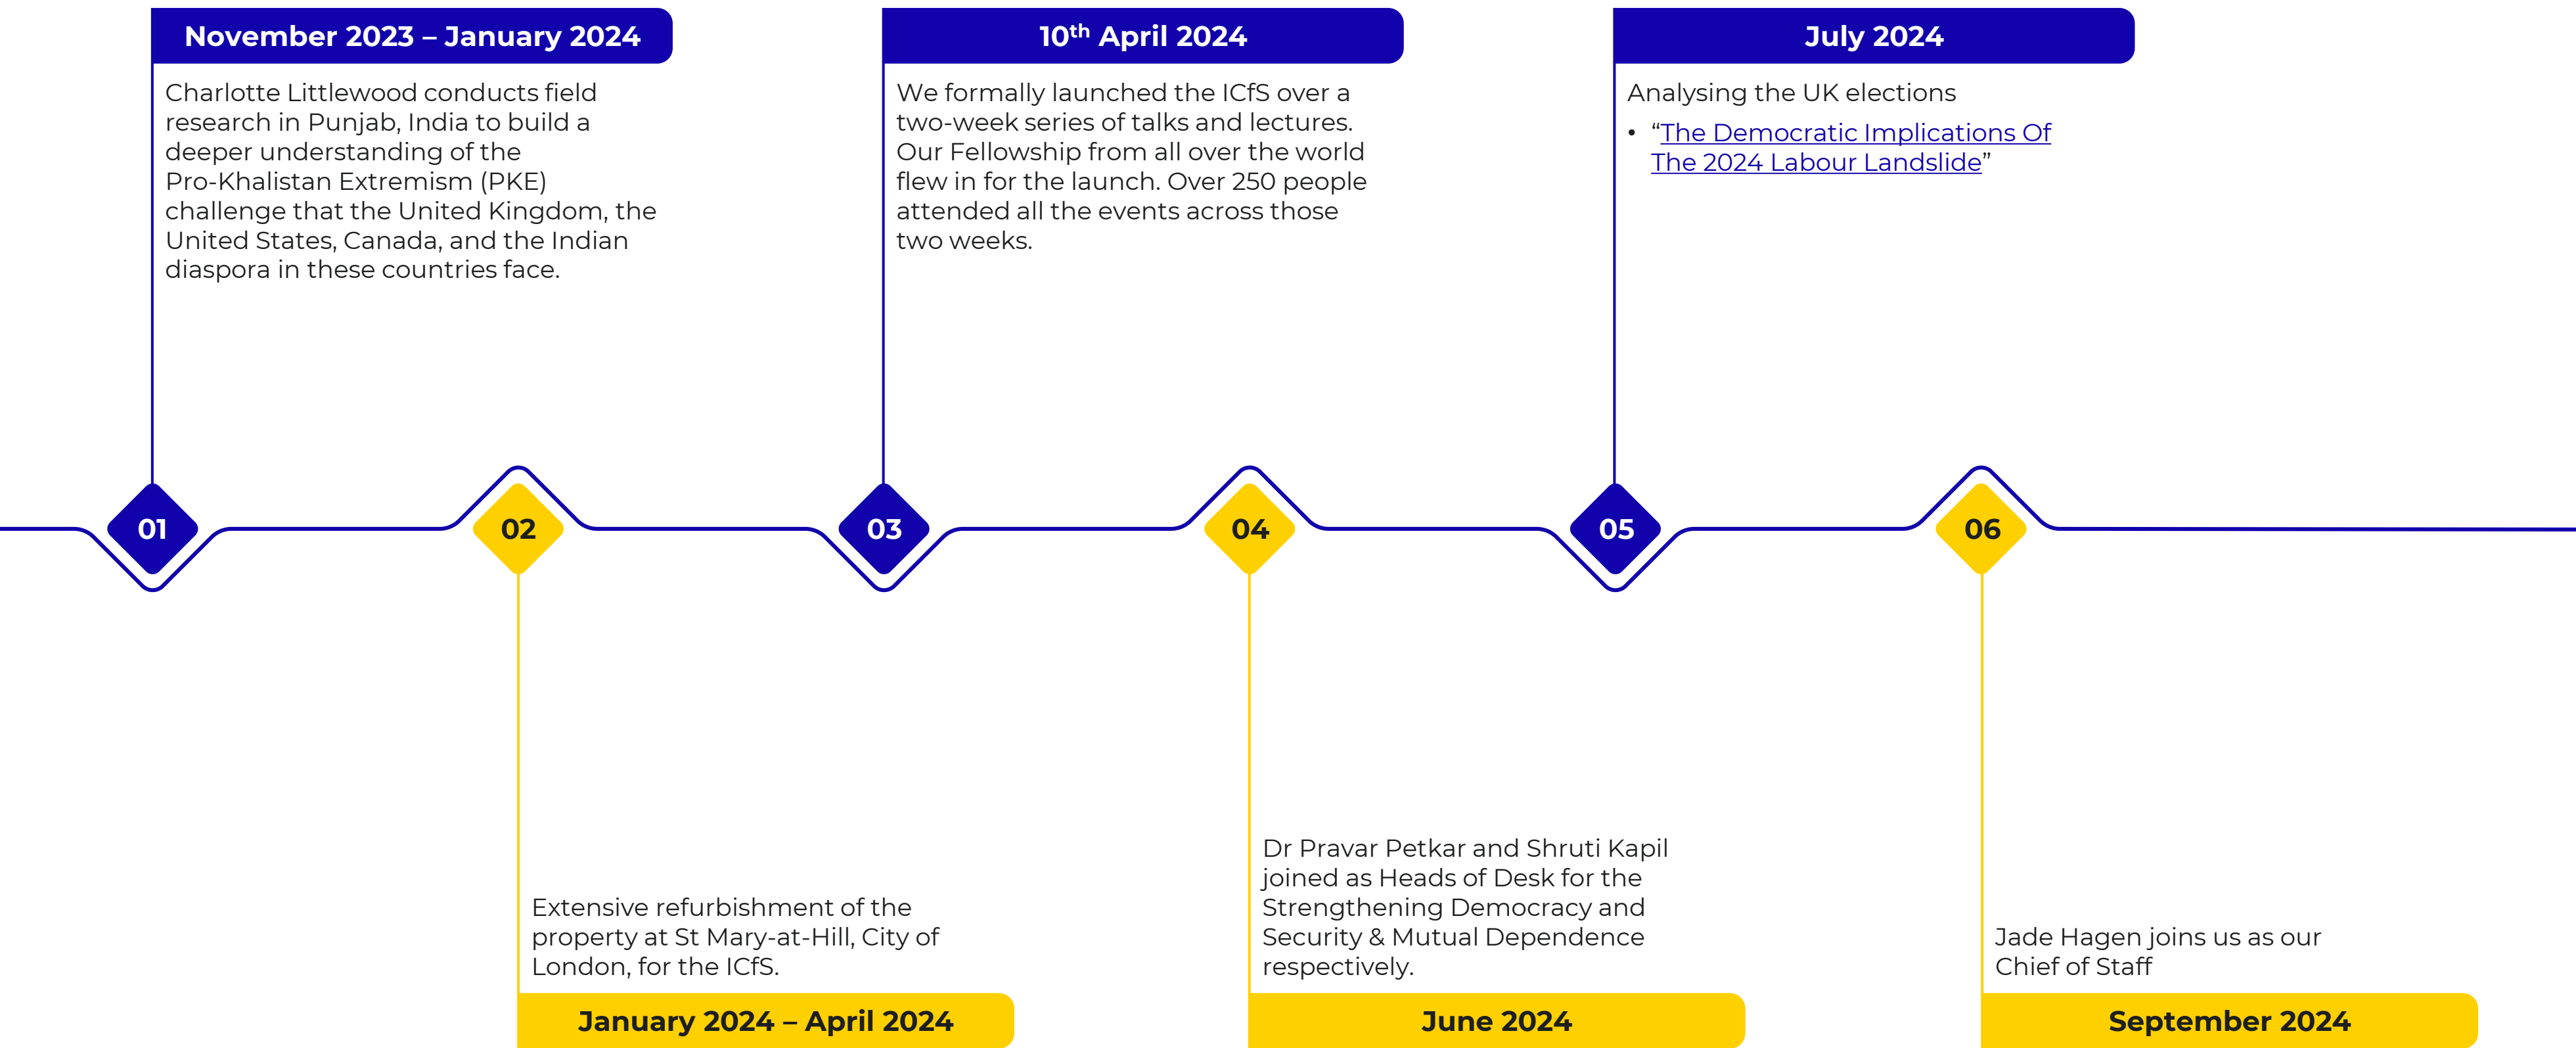 November 2023 – January 2024
Charlotte Littlewood conducts field
research in Punjab, India to build a
deeper understanding of the
Pro-Khalistan Extremism (PKE)
challenge that the United Kingdom, the
United States, Canada, and the Indian
diaspora in these countries face.
10th April 2024
We formally launched the ICfS over a
two-week series of talks and lectures.
Our Fellowship from all over the world
flew in for the launch. Over 250 people
attended all the events across those
two weeks.
July 2024
Analysing the UK elections
• “The Democratic Implications Of
The 2024 Labour Landslide”
01
02
03
04
05
06
Extensive refurbishment of the
property at St Mary-at-Hill, City of
London, for the ICfS.
January 2024 – April 2024
Dr Pravar Petkar and Shruti Kapil
joined as Heads of Desk for the
Strengthening Democracy and
Security & Mutual Dependence
respectively.
June 2024
Jade Hagen joins us as our
Chief of Staff
September 2024